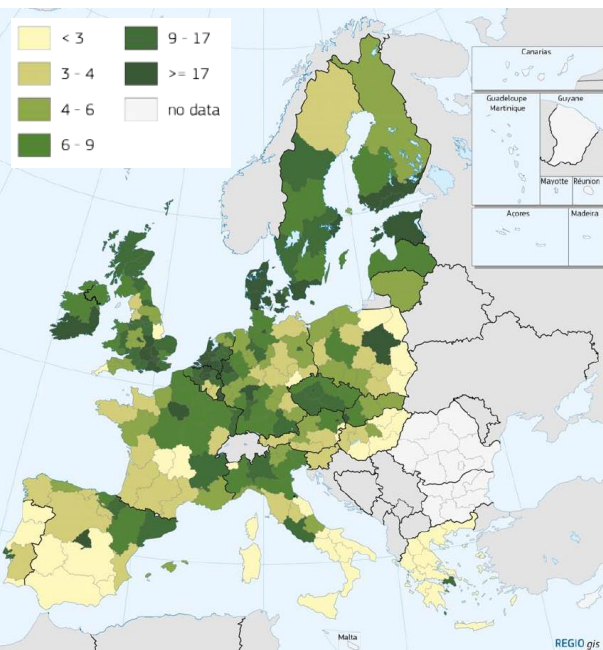 < 3
9 - 17
3 - 4
>= 17
4 - 6
no data
6 - 9
Canarias
Guadeloupe
Martinique
Guyane
Mayotte
Réunion
Açores
Madeira
Malta
REGIO gis